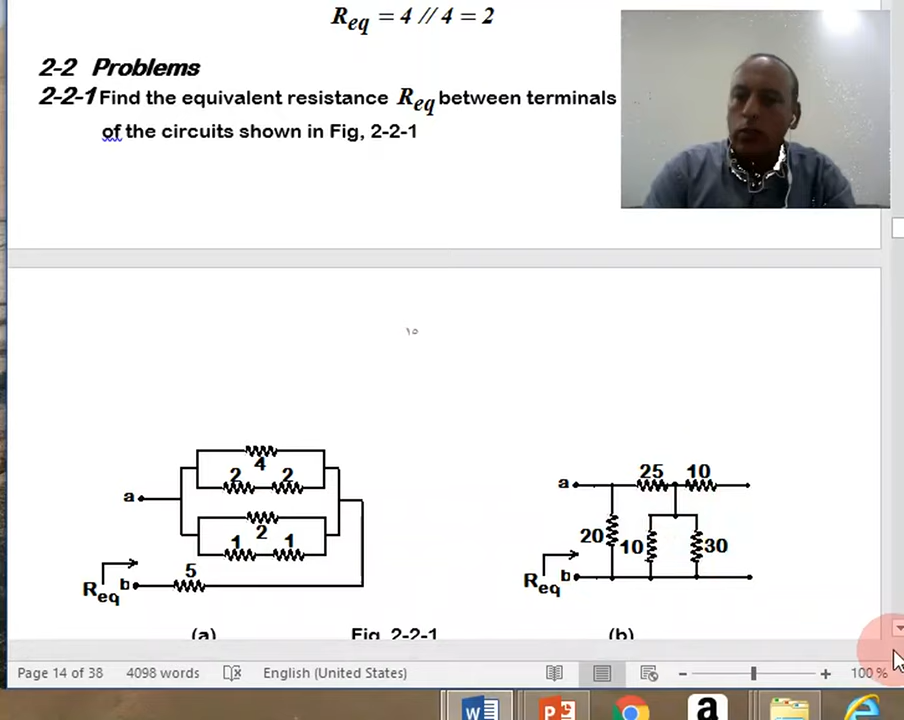 Req = 4 // 4 = 2
2-2 Problems
2-2-1 Find the equivalent resistance Req between terminals
of the circuits shown in Fig, 2-2-1
١٥
4
2 2
a
2
1 1
5
Req b
25 10
a
20 10 30
Req b
(a) Fig 2-2-1 (b)
Page 14 of 38 4098 words English (United States) 100 %
W P a e